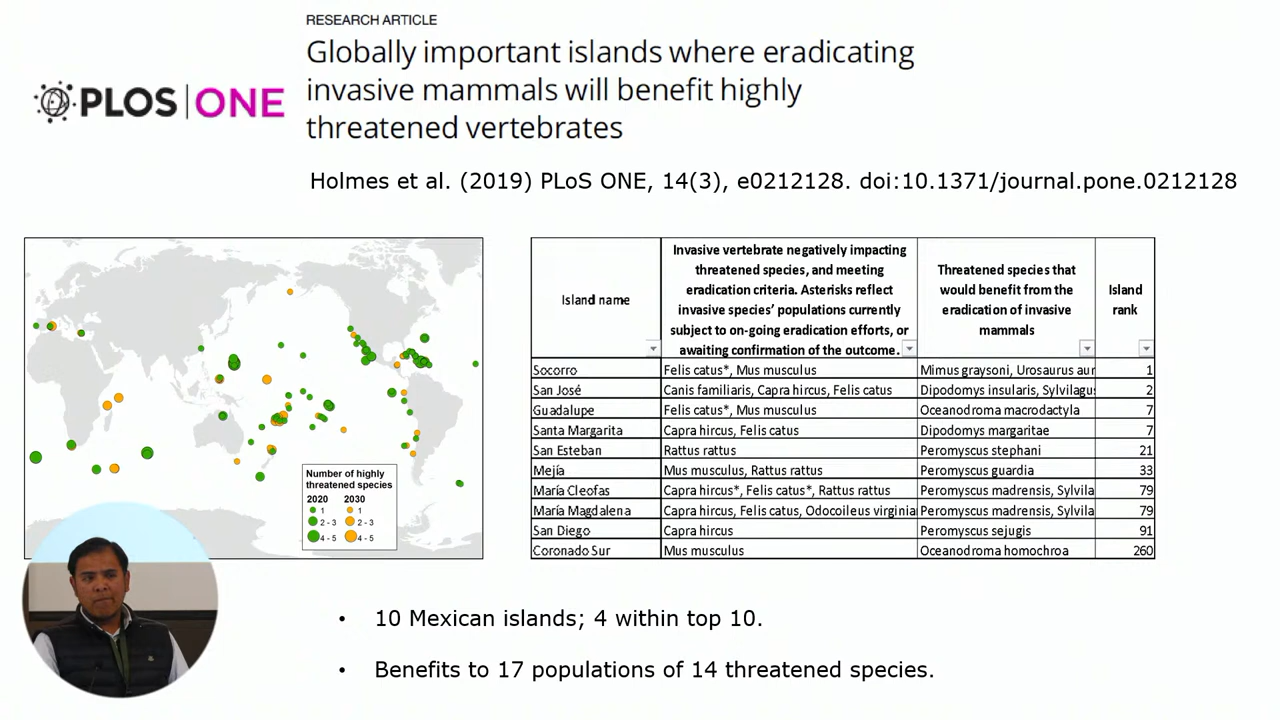 RESEARCH ARTICLE
Globally important islands where eradicating
invasive mammals will benefit highly
threatened vertebrates
PLOS | ONE
Holmes et al. (2019) PLoS ONE, 14(3), e0212128. doi:10.1371/journal.pone.0212128
Number of highly
threatened species
2020 2030
1 1
2 - 3 2 - 3
4 - 5 4 - 5
Island name
Invasive vertebrate negatively impacting
threatened species, and meeting
eradication criteria. Asterisks reflect
invasive species’ populations currently
subject to on-going eradication efforts, or
awaiting confirmation of the outcome.
Threatened species that
would benefit from the
eradication of invasive
mammals
Island
rank
Socorro Felis catus*, Mus musculus Mimus graysoni, Urosaurus aur 1
San José Canis familiaris, Capra hircus, Felis catus Dipodomys insularis, Sylvilagus 2
Guadalupe Felis catus*, Mus musculus Oceanodroma macrodactyla 7
Santa Margarita Capra hircus, Felis catus Dipodomys margaritae 7
San Esteban Rattus rattus Peromyscus stephani 21
Mejía Mus musculus, Rattus rattus Peromyscus guardia 33
María Cleofas Capra hircus*, Felis catus*, Rattus rattus Peromyscus madrensis, Sylvila 79
María Magdalena Capra hircus, Felis catus, Odocoileus virginia Peromyscus madrensis, Sylvila 79
San Diego Capra hircus Peromyscus sejugis 91
Coronado Sur Mus musculus Oceanodroma homochroa 260
• 10 Mexican islands; 4 within top 10.
• Benefits to 17 populations of 14 threatened species.